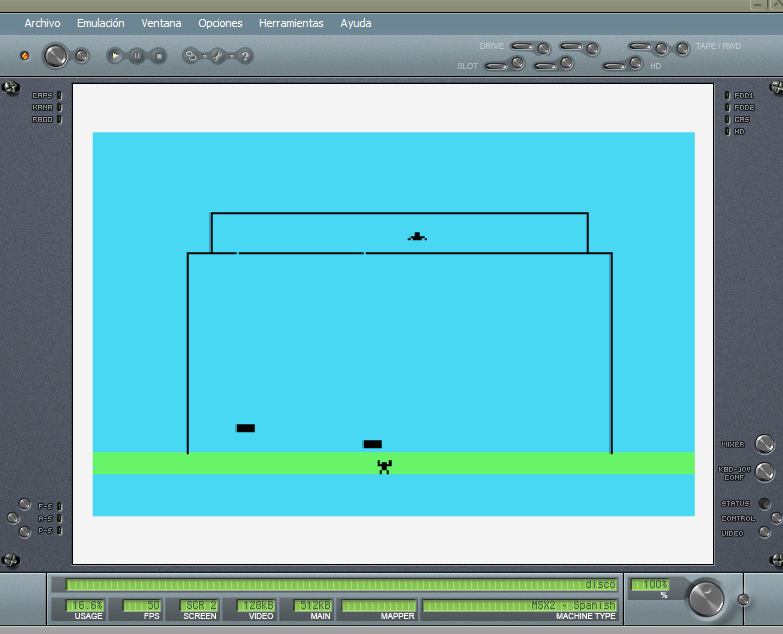 Archivo Emulación Ventana Opciones Herramientas Ayuda
DRIVE TAPE / RWD
SLOT HD
CAPS FDD1
KANA FDD2
CAS
HD
MIXER
KBD-JOY
CONF
F-S STATUS
A-S CONTROL
P-S VIDEO
disco 100%
%
16.6% 50 SCR 2 128kB 512kB MSX2 - Spanish
USAGE FPS SCREEN VIDEO MAIN MAPPER MACHINE TYPE